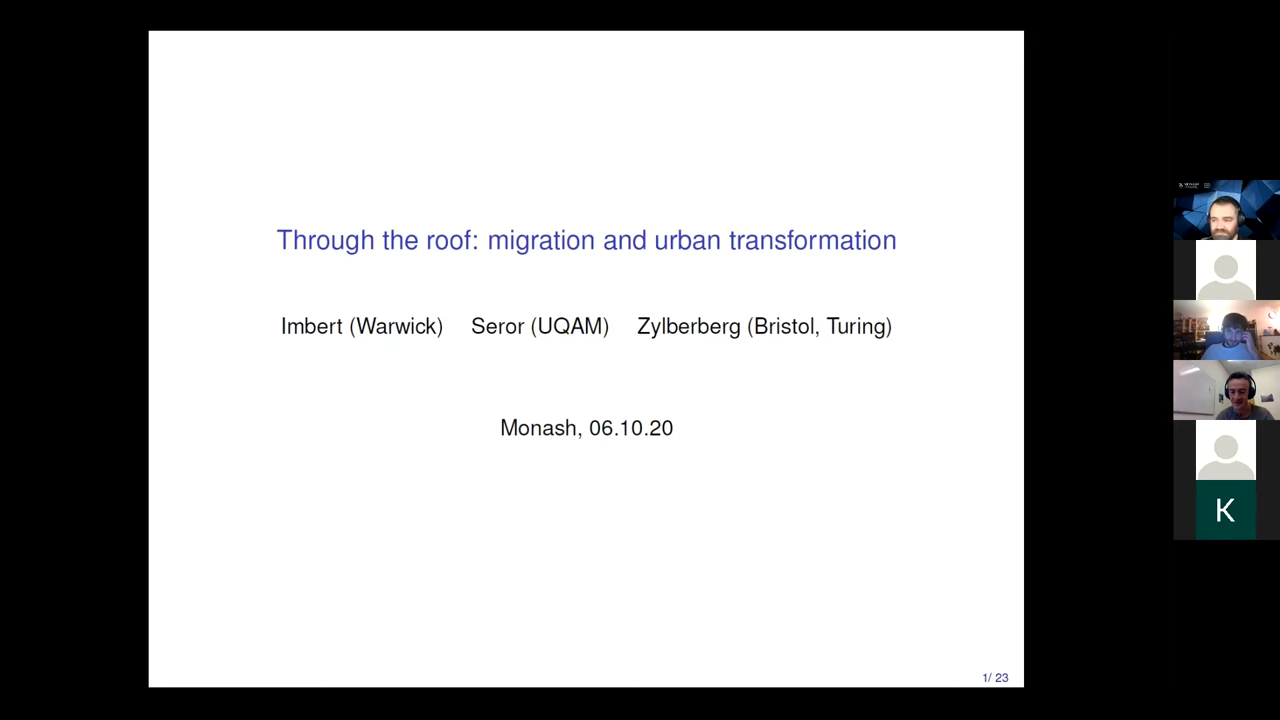 Through the roof: migration and urban transformation
Imbert (Warwick) Seror (UQAM) Zylberberg (Bristol, Turing)
Monash, 06.10.20
1/ 23
MONASH
K